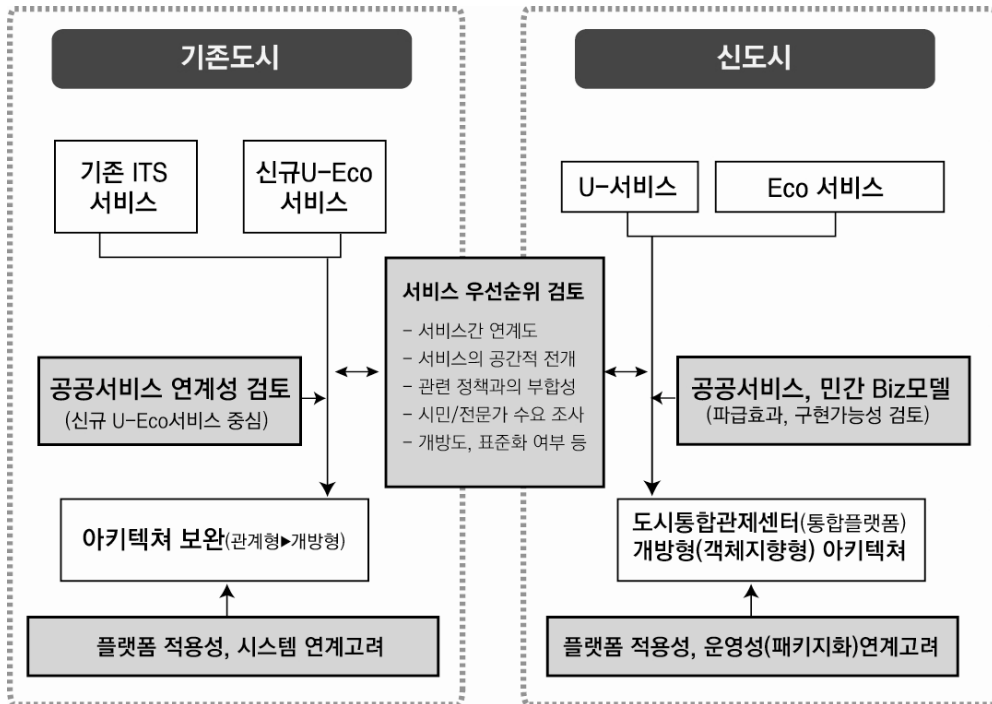 기존도시
신도시
기존 ITS
서비스
신규U-Eco
서비스
U-서비스
Eco 서비스
서비스 우선순위 검토
- 서비스간 연계도
- 서비스의 공간적 전개
- 관련 정책과의 부합성
- 시민/전문가 수요 조사
- 개방도, 표준화 여부 등
공공서비스 연계성 검토
(신규 U-Eco서비스 중심)
공공서비스, 민간 Biz모델
(파급효과, 구현가능성 검토)
아키텍쳐 보완(관계형▶개방형)
도시통합관제센터(통합플랫폼)
개방형(객체지향형) 아키텍쳐
플랫폼 적용성, 시스템 연계고려
플랫폼 적용성, 운영성(패키지화)연계고려